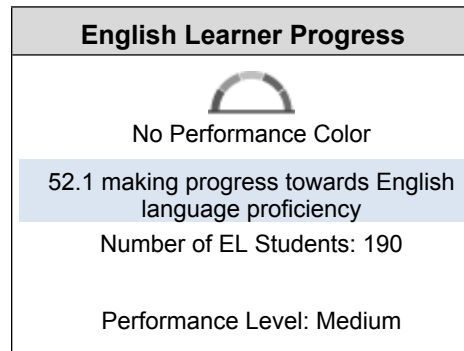 English Learner Progress
No Performance Color
52.1 making progress towards English
language proficiency
Number of EL Students: 190
Performance Level: Medium